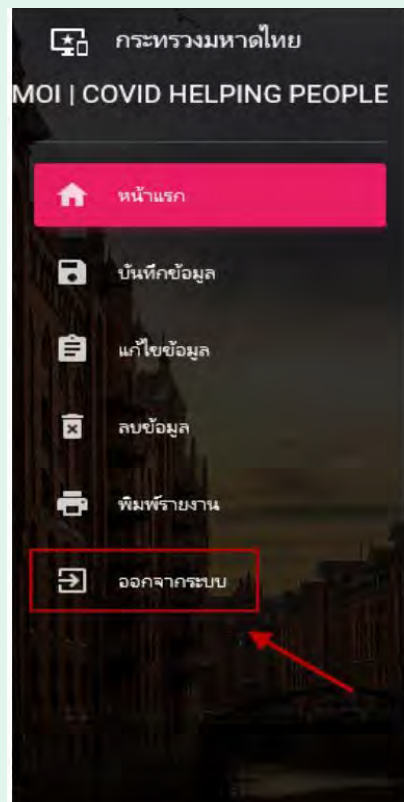 กระทรวงมหาดไทย
MOI | COVID HELPING PEOPLE
หน้าแรก
บันทึกข้อมูล
แก้ไขข้อมูล
ลบข้อมูล
พิมพ์รายงาน
ออกจากระบบ